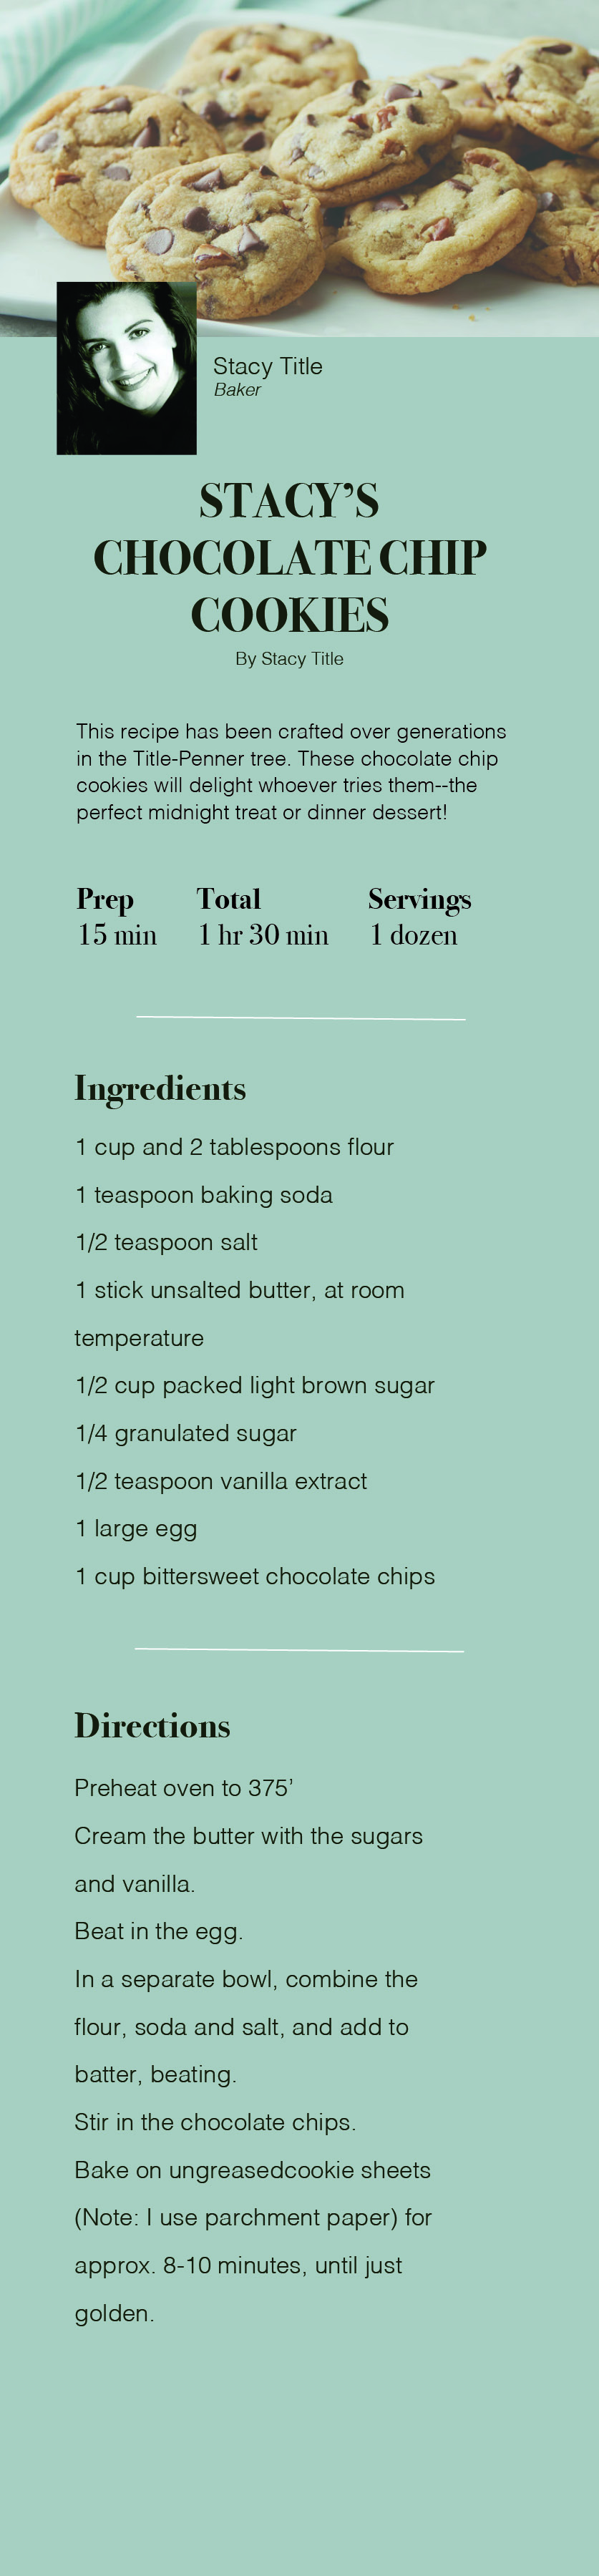 Stacy Title
Baker
STACY’S
CHOCOLATE CHIP
COOKIES
By Stacy Title
This recipe has been crafted over generations
in the Title-Penner tree. These chocolate chip
cookies will delight whoever tries them--the
perfect midnight treat or dinner dessert!
Prep Total Servings
15 min 1 hr 30 min 1 dozen
Ingredients
1 cup and 2 tablespoons flour
1 teaspoon baking soda
1/2 teaspoon salt
1 stick unsalted butter, at room
temperature
1/2 cup packed light brown sugar
1/4 granulated sugar
1/2 teaspoon vanilla extract
1 large egg
1 cup bittersweet chocolate chips
Directions
Preheat oven to 375’
Cream the butter with the sugars
and vanilla.
Beat in the egg.
In a separate bowl, combine the
flour, soda and salt, and add to
batter, beating.
Stir in the chocolate chips.
Bake on ungreasedcookie sheets
(Note: I use parchment paper) for
approx. 8-10 minutes, until just
golden.